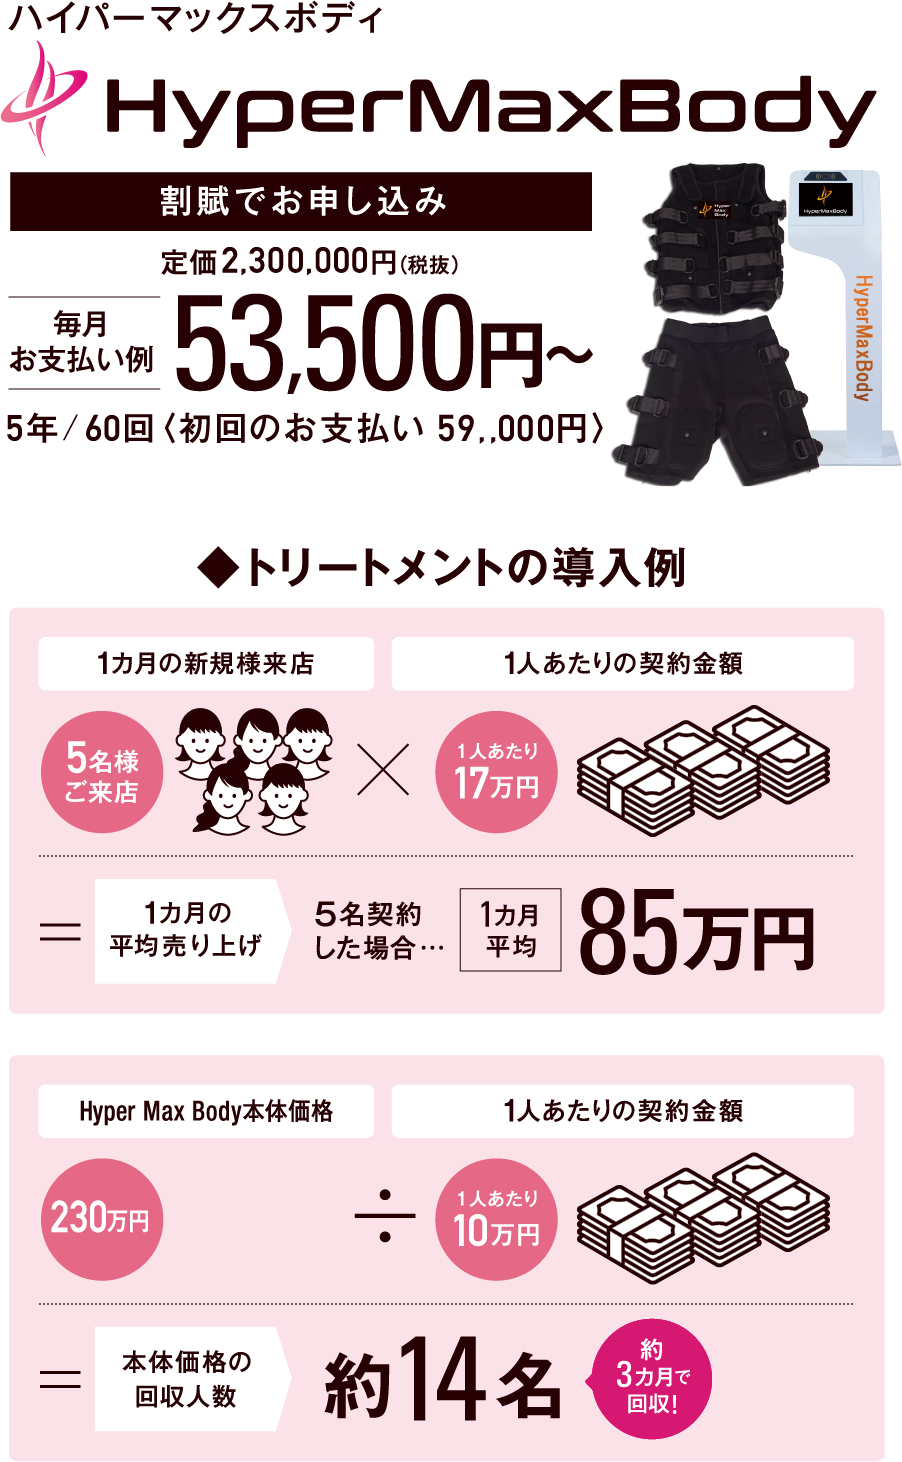 ハイパーマックスボディ
HyperMaxBody
割賦でお申し込み
定価2,300,000円(税抜)
毎月
お支払い例
53,500円〜
5年/60回〈初回のお支払い 59,,000円〉
Hyper
Max
Body
HyperMaxBody
HyperMaxBody
◆トリートメントの導入例
1カ月の新規様来店
1人あたりの契約金額
5名様
ご来店
×
1人あたり
17万円
=
1カ月の
平均売り上げ
5名契約
した場合…
1カ月
平均
85万円
Hyper Max Body本体価格
1人あたりの契約金額
230万円
÷
1人あたり
10万円
=
本体価格の
回収人数
約14名
約
3カ月で
回収!